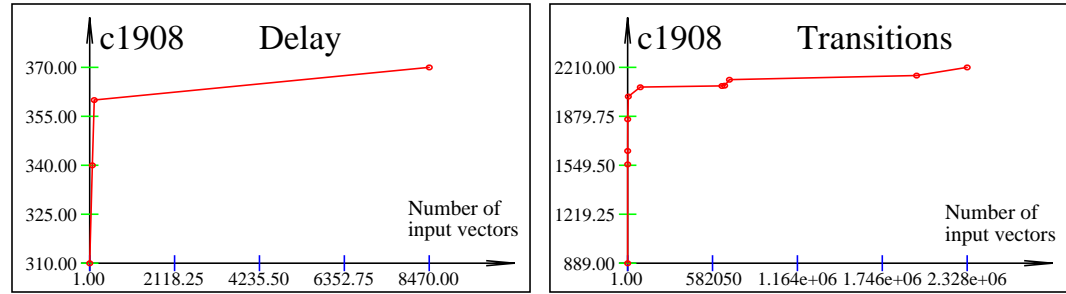 c1908 Delay
370.00
355.00
340.00
325.00
310.00
Number of
input vectors
1.00 2118.25 4235.50 6352.75 8470.00
c1908 Transitions
2210.00
1879.75
1549.50
1219.25
889.00
Number of
input vectors
1.00 582050 1.164e+06 1.746e+06 2.328e+06